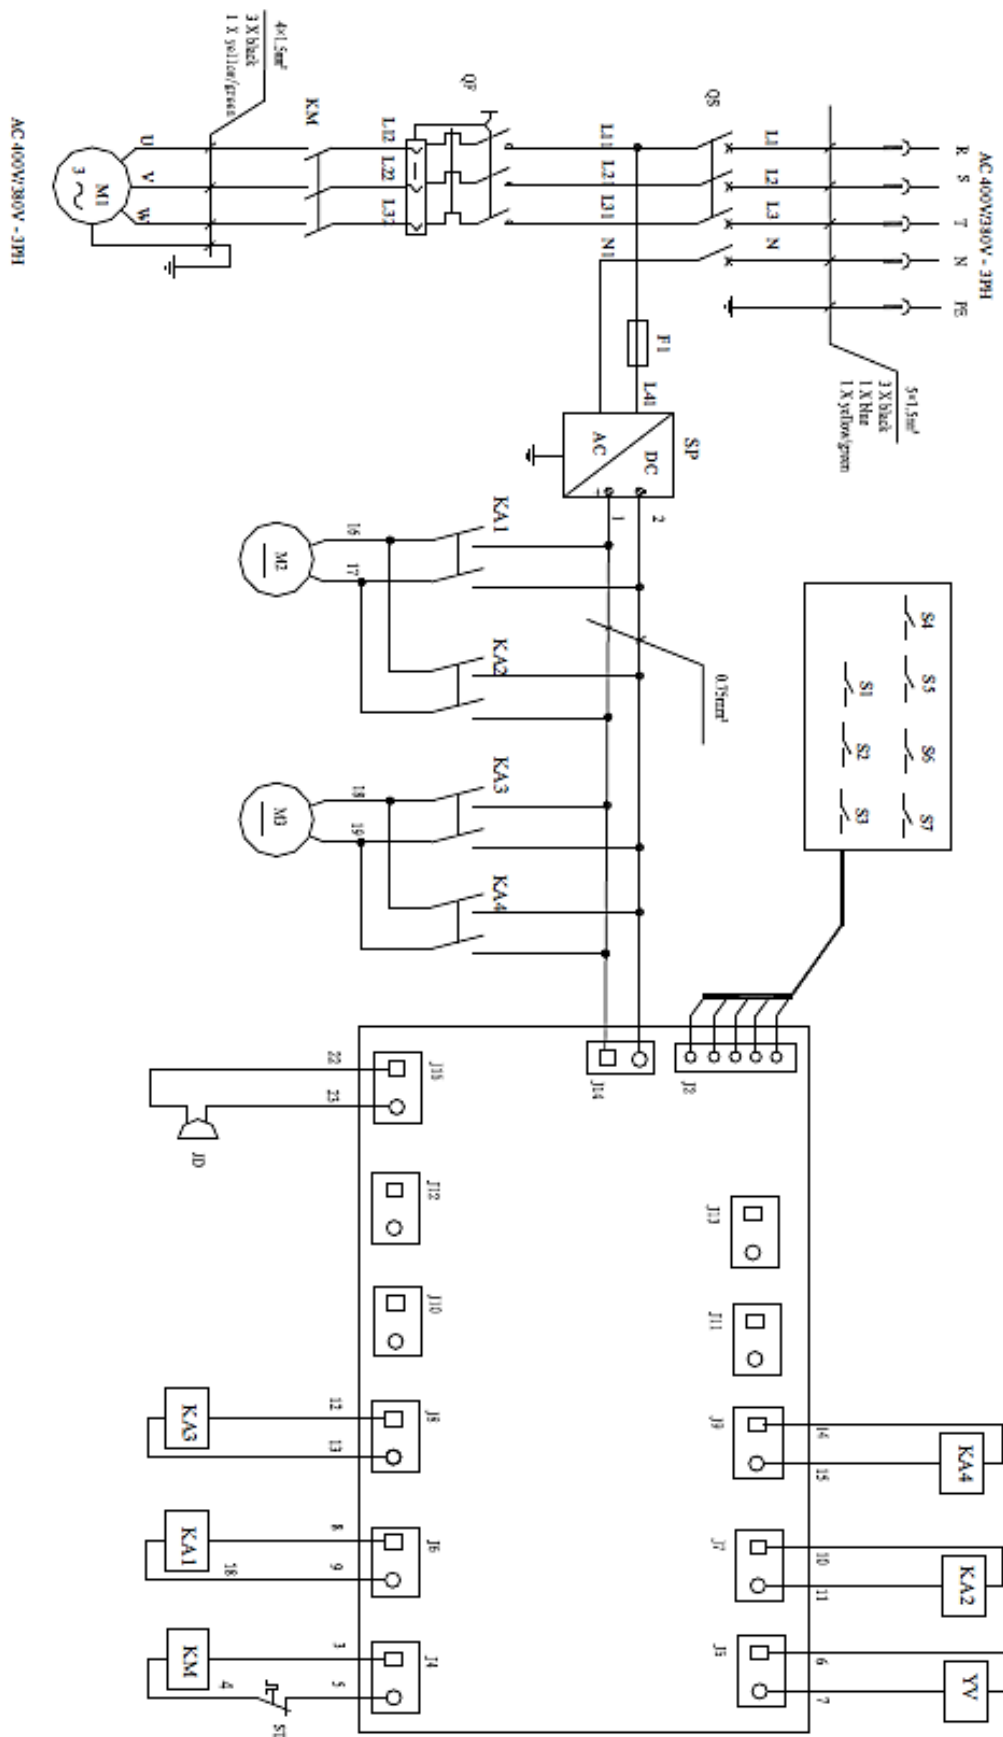 AC 400V/380V - 3PH
R
S
T
N
PE
5×1,5mm²
3 X black
1 X blue
1 X yellow/green
L1
L2
L3
N
QS
L11
L21
L31
N1
QF
L12
L22
L32
KM
4×1,5mm²
3 X black
1 X yellow/green
U
V
W
M1
3 ~
AC 400V/380V - 3PH
F1
L41
SP
AC
DC
1
2
KA1
16
17
M2
KA2
0.75mm²
KA3
18
19
M3
KA4
S4
S5
S6
S7
S1
S2
S3
J2
J14
J15
22
23
JD
J12
J10
J13
J11
J8
12
13
KA3
J9
14
15
KA4
J6
8
9
18
KA1
J7
10
11
KA2
J4
3
5
4
KM
J5
6
7
YV